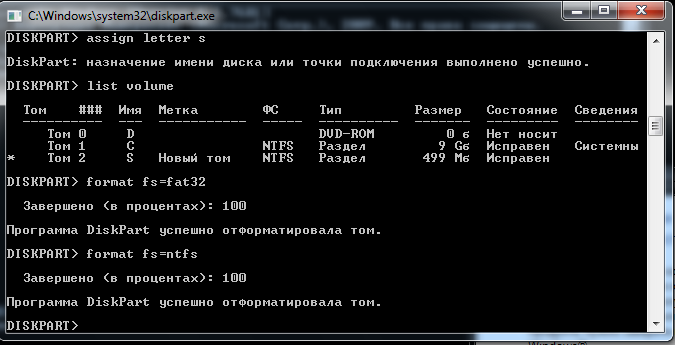 C:\Windows\system32\diskpart.exe
DISKPART> assign letter s
DiskPart: назначение имени диска или точки подключения выполнено успешно.
DISKPART> list volume
Том ### Имя Метка ФС Тип Размер Состояние Сведения
Том 0 D DVD-ROM 0 б Нет носит
Том 1 C NTFS Раздел 9 Gб Исправен Системны
* Том 2 S Новый том NTFS Раздел 499 Mб Исправен
DISKPART> format fs=fat32
Завершено (в процентах): 100
Программа DiskPart успешно отформатировала том.
DISKPART> format fs=ntfs
Завершено (в процентах): 100
Программа DiskPart успешно отформатировала том.
DISKPART>